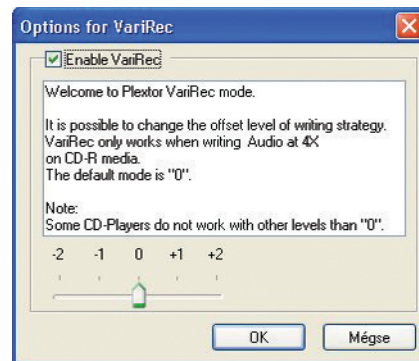 Options for VariRec
Enable VariRec
Welcome to Plextor VariRec mode.
It is possible to change the offset level of writing strategy.
VariRec only works when writing Audio at 4X
on CD-R media.
The default mode is "0".
Note:
Some CD-Players do not work with other levels than "0".
-2 -1 0 +1 +2
OK Mégse